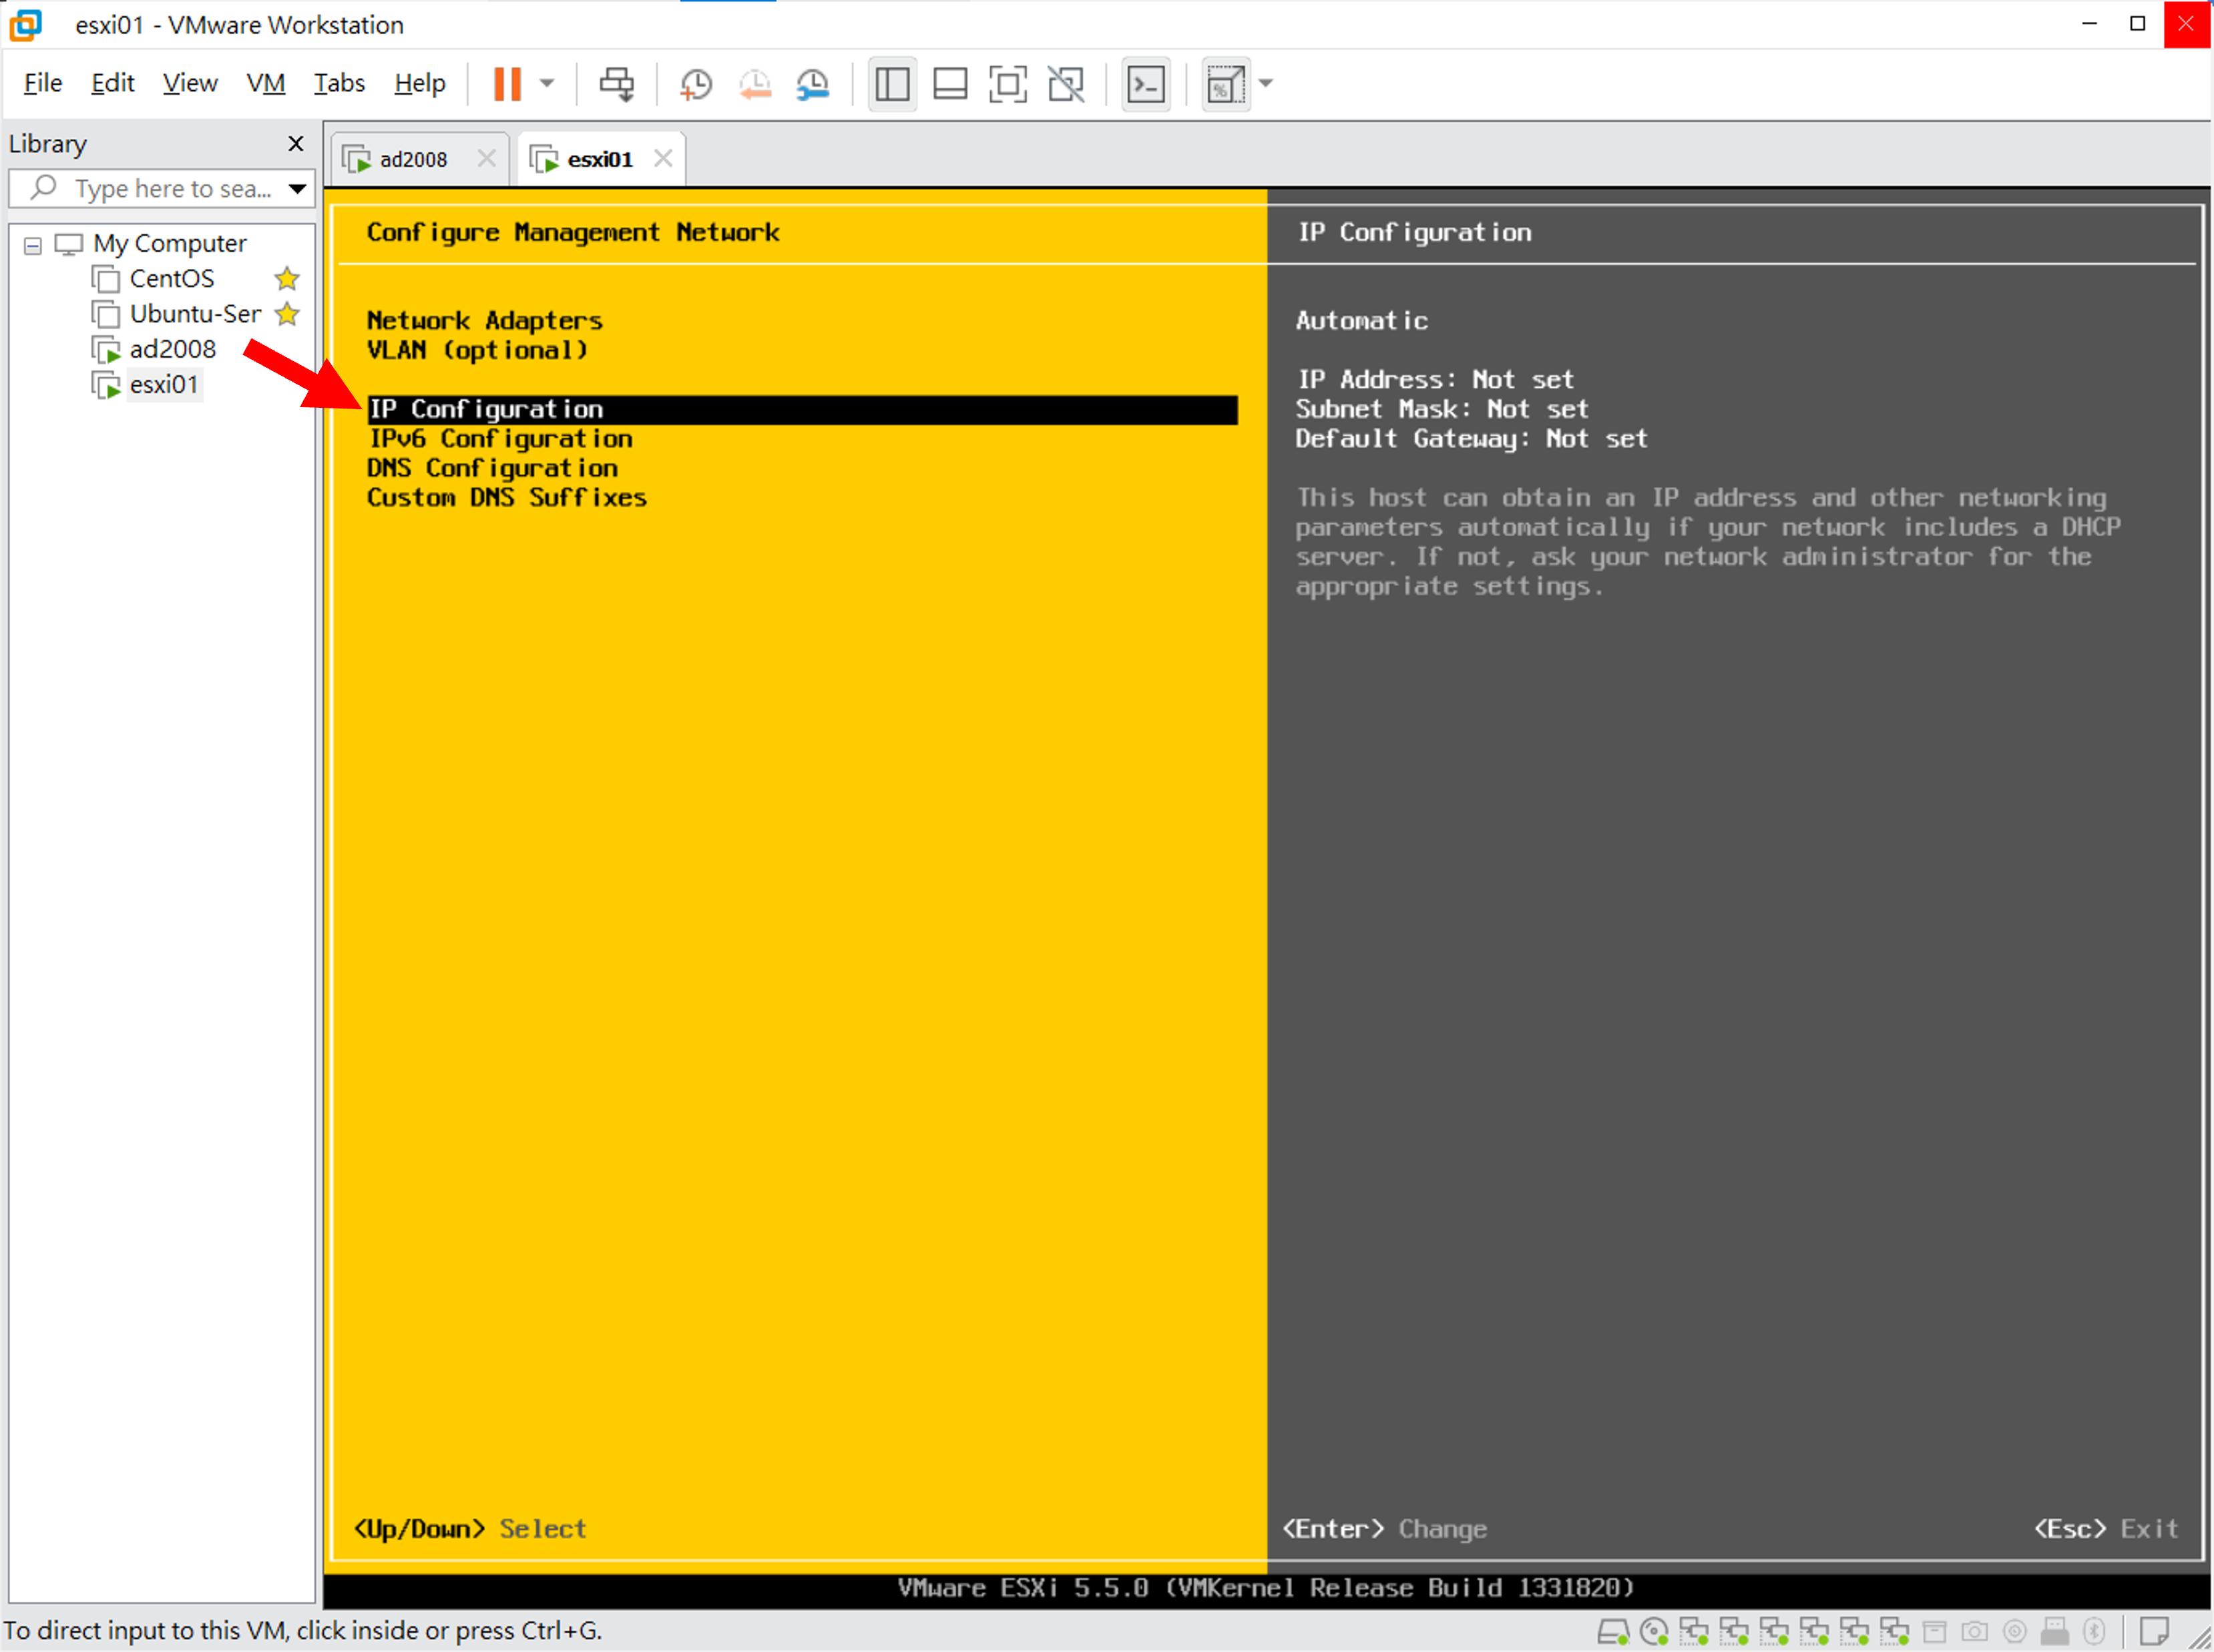 esxi01 - VMware Workstation
File Edit View VM Tabs Help
Library
Type here to sea...
My Computer
CentOS
Ubuntu-Ser
ad2008
esxi01
ad2008
esxi01
Configure Management Network
Network Adapters
VLAN (optional)
IP Configuration
IPv6 Configuration
DNS Configuration
Custom DNS Suffixes
<Up/Down> Select
IP Configuration
Automatic
IP Address: Not set
Subnet Mask: Not set
Default Gateway: Not set
This host can obtain an IP address and other networking
parameters automatically if your network includes a DHCP
server. If not, ask your network administrator for the
appropriate settings.
<Enter> Change
<Esc> Exit
VMware ESXi 5.5.0 (VMKernel Release Build 1331820)
To direct input to this VM, click inside or press Ctrl+G.